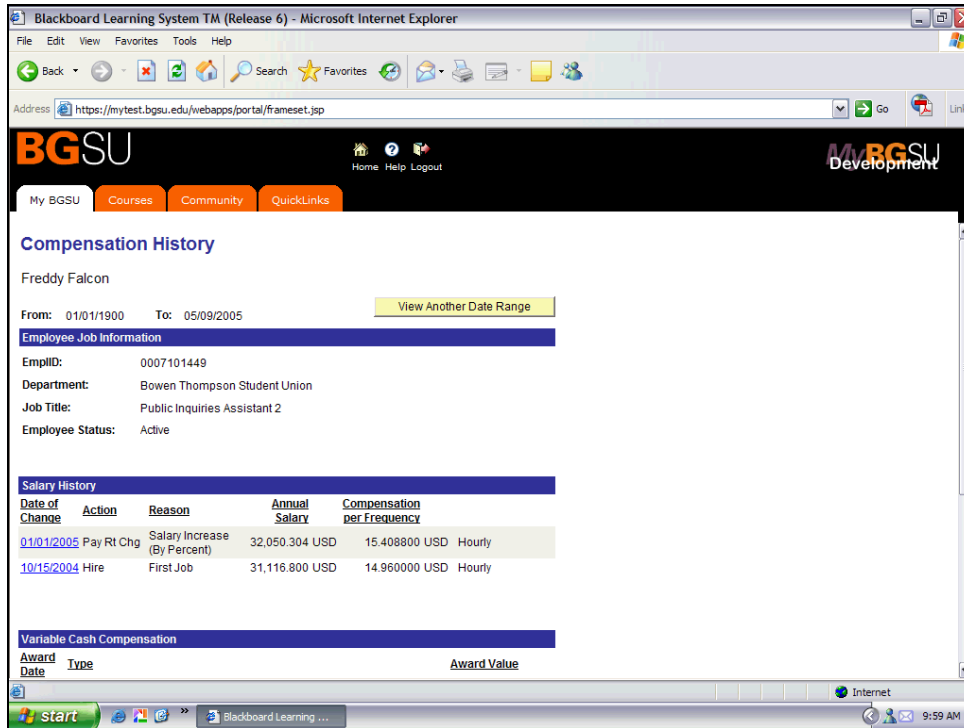 Blackboard Learning System TM (Release 6) - Microsoft Internet Explorer
File Edit View Favorites Tools Help
Back Search Favorites
Address https://mytest.bgsu.edu/webapps/portal/frameset.jsp Go
BGSU
Home Help Logout
MyBGSU
Development
My BGSU Courses Community QuickLinks
Compensation History
Freddy Falcon
View Another Date Range
From: 01/01/1900 To: 05/09/2005
Employee Job Information
EmplID: 0007101449
Department: Bowen Thompson Student Union
Job Title: Public Inquiries Assistant 2
Employee Status: Active
Salary History
Date of Change Action Reason Annual Salary Compensation per Frequency
01/01/2005 Pay Rt Chg Salary Increase (By Percent) 32,050.304 USD 15.408800 USD Hourly
10/15/2004 Hire First Job 31,116.800 USD 14.960000 USD Hourly
Variable Cash Compensation
Award Date Type Award Value
Internet
start » Blackboard Learning ... 9:59 AM